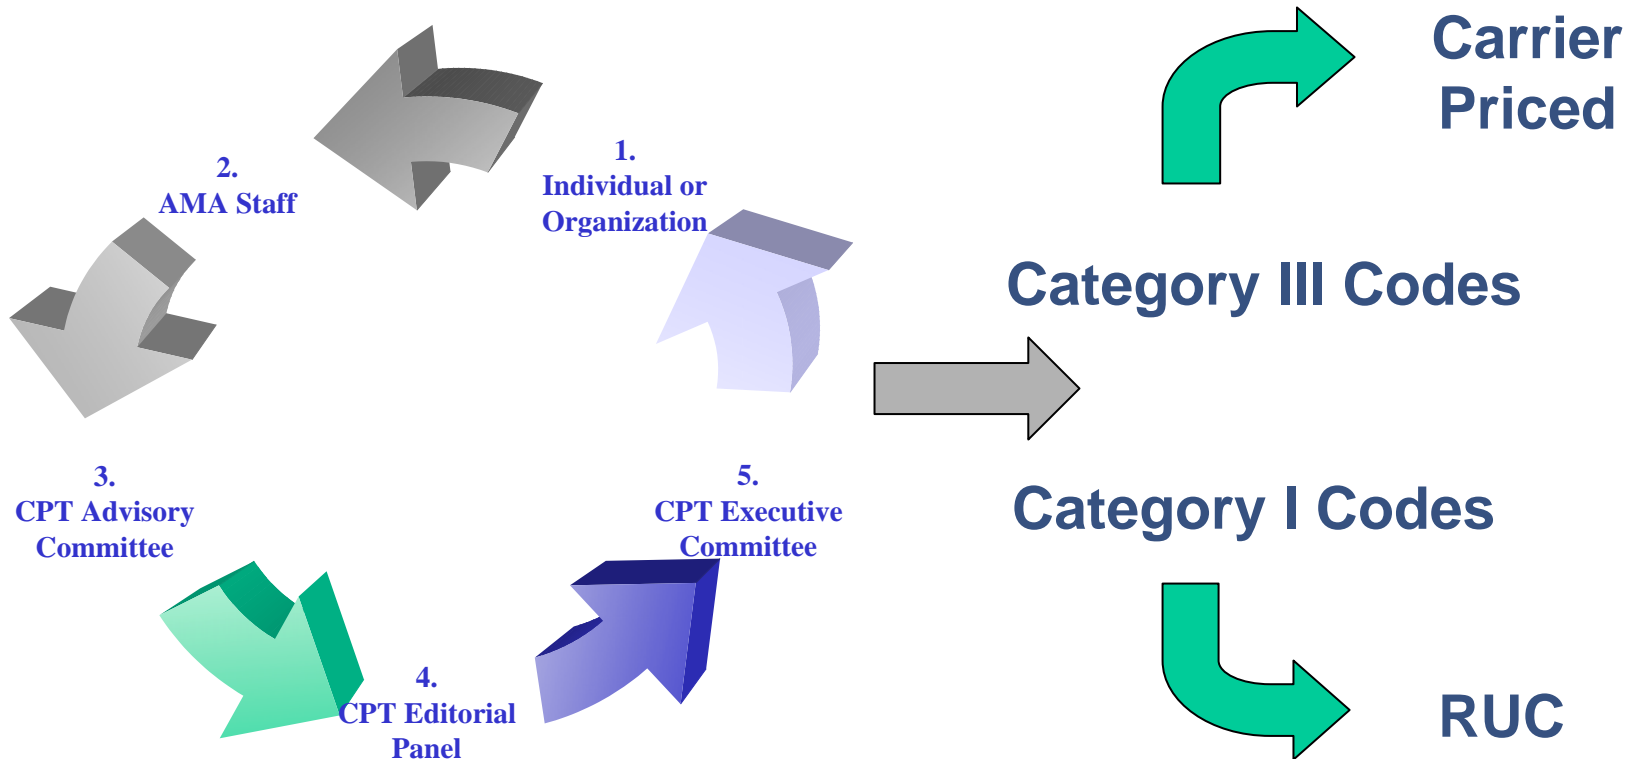 1.
Individual or
Organization
2.
AMA Staff
3.
CPT Advisory
Committee
4.
CPT Editorial
Panel
5.
CPT Executive
Committee
Carrier
Priced
Category III Codes
Category I Codes
RUC